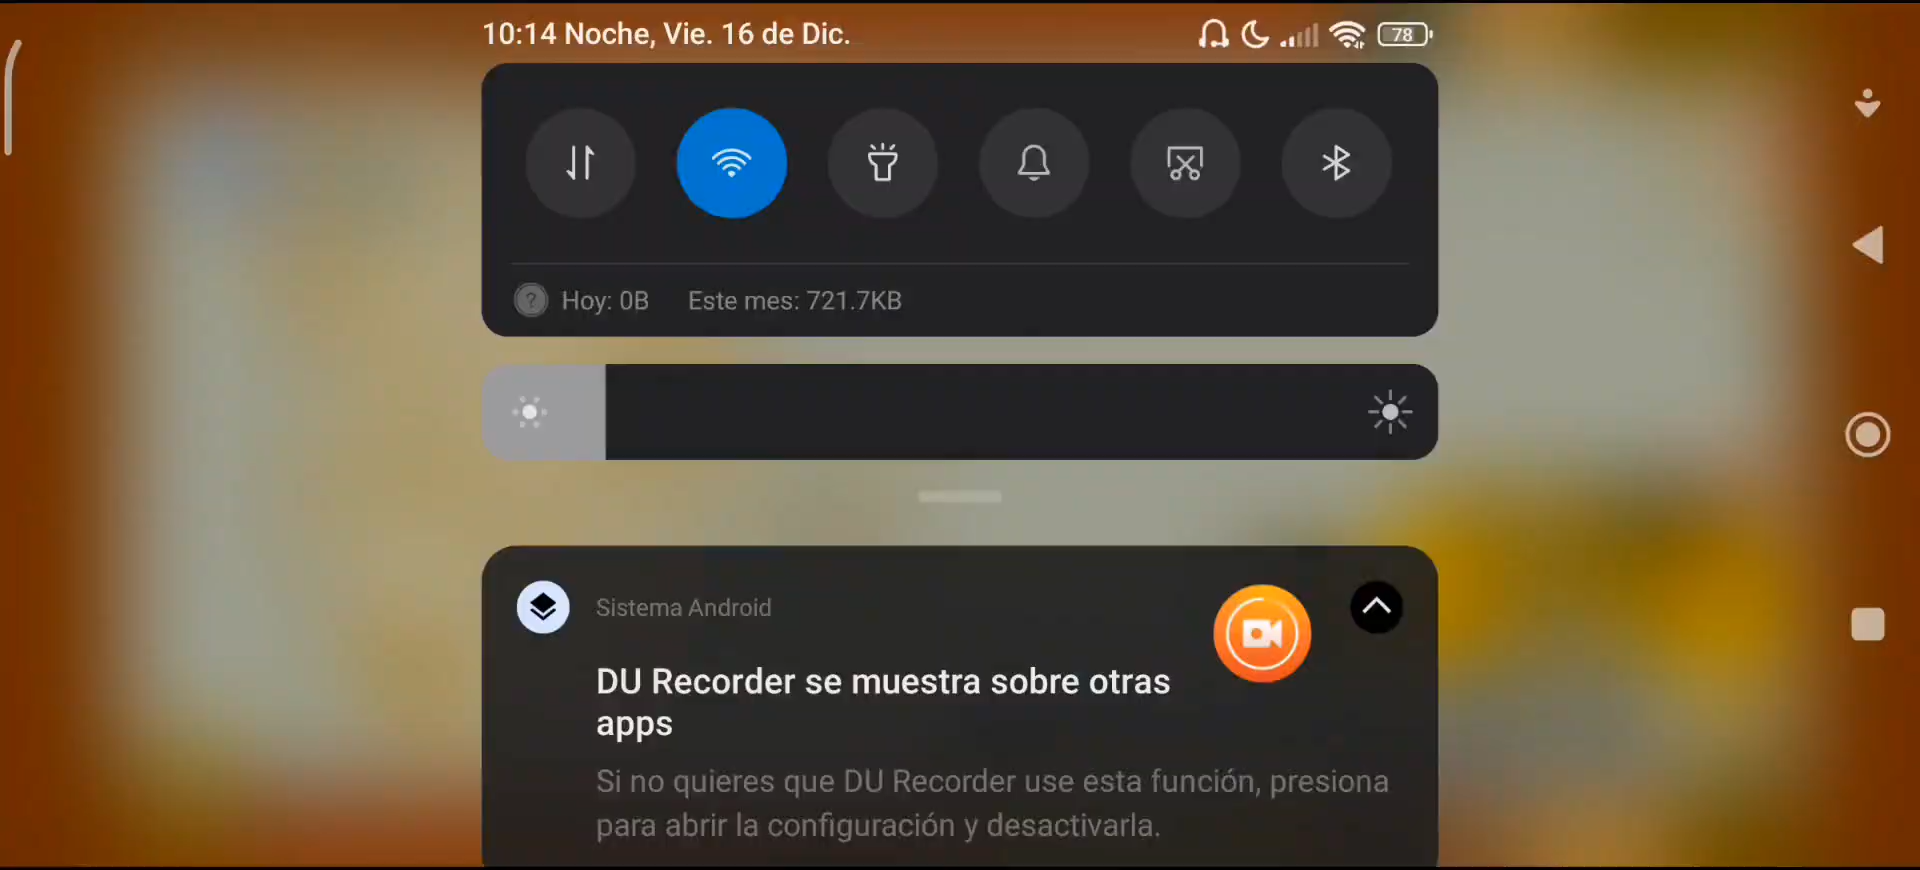 10:14 Noche, Vie. 16 de Dic.
78
Hoy: 0B Este mes: 721.7KB
Sistema Android
DU Recorder se muestra sobre otras
apps
Si no quieres que DU Recorder use esta función, presiona
para abrir la configuración y desactivarla.